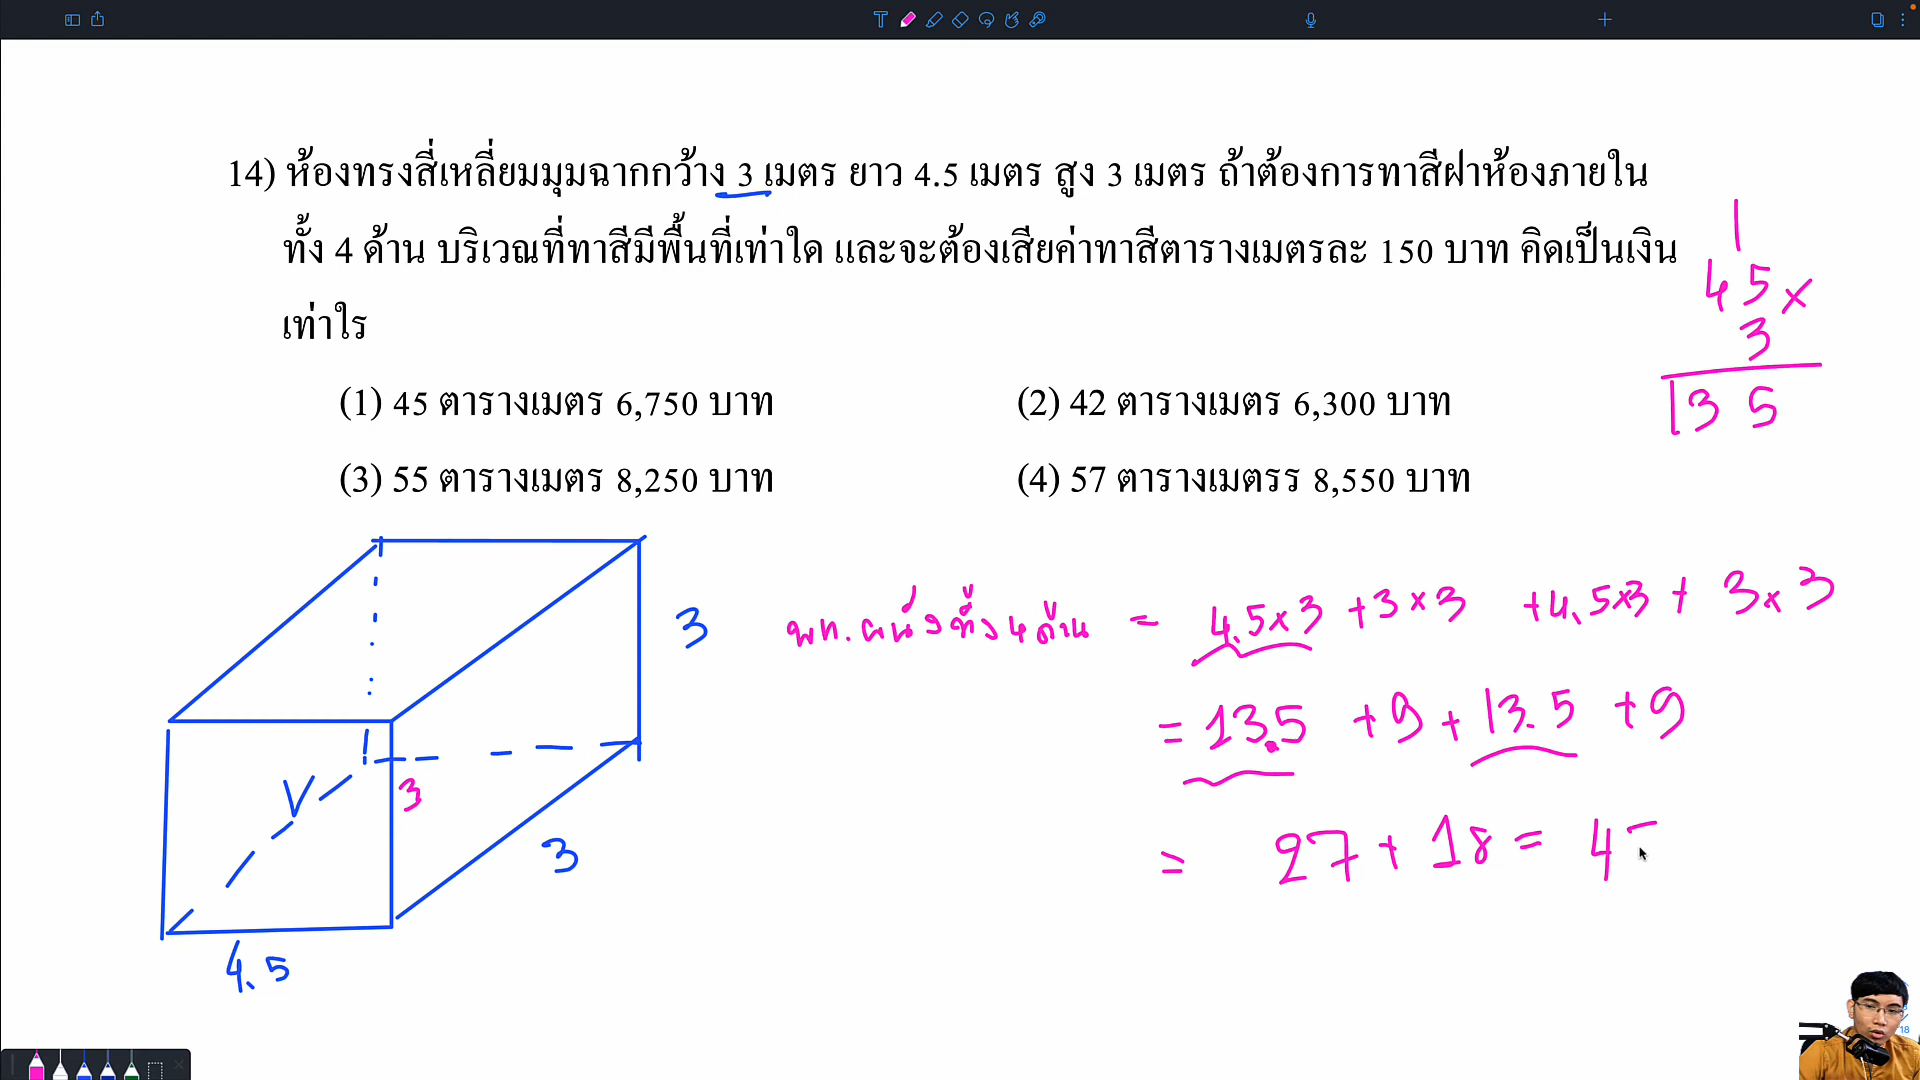 14) ห้องทรงสี่เหลี่ยมมุมฉากกว้าง 3 เมตร ยาว 4.5 เมตร สูง 3 เมตร ถ้าต้องการทาสีฝาห้องภายใน
ทั้ง 4 ด้าน บริเวณที่ทาสีมีพื้นที่เท่าใด และจะต้องเสียค่าทาสีตารางเมตรละ 150 บาท คิดเป็นเงิน
เท่าไร
(1) 45 ตารางเมตร 6,750 บาท
(2) 42 ตารางเมตร 6,300 บาท
(3) 55 ตารางเมตร 8,250 บาท
(4) 57 ตารางเมตรร 8,550 บาท
1
45×
3
135
3
3
3
4.5
พท.ผนังทั้ง 4 ด้าน = 4.5×3 +3×3 +4.5×3 + 3×3
= 13.5 +9 + 13.5 +9
= 27 + 18 = 4
18